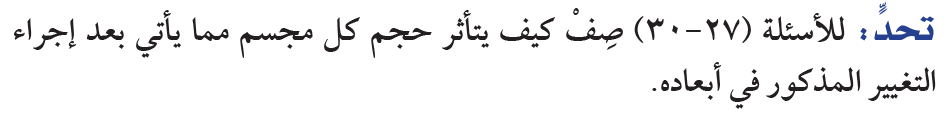 تحدٍّ: للأسئلة (٢٧-٣٠) صِفْ كيف يتأثر حجم كل مجسم مما يأتي بعد إجراء
التغيير المذكور في أبعاده.